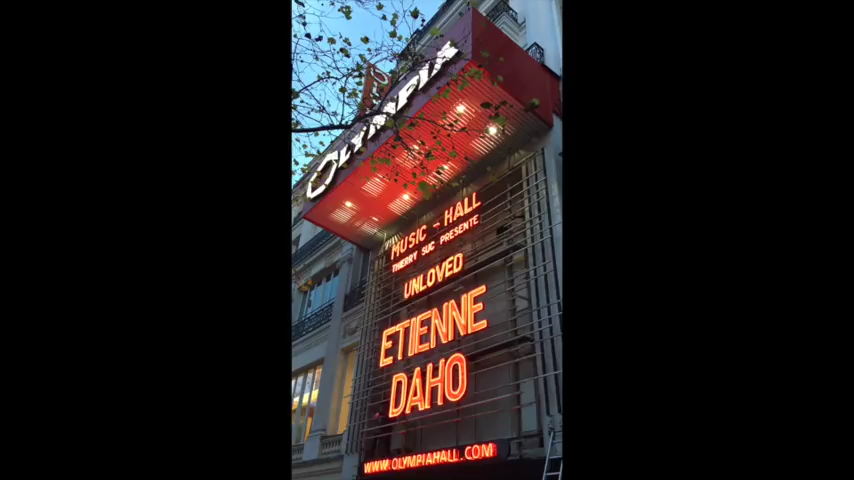 OLYMPIA
MUSIC - HALL
THIERRY SUC PRESENTE
UNLOVED
ETIENNE
DAHO
WWW.OLYMPIAHALL.COM